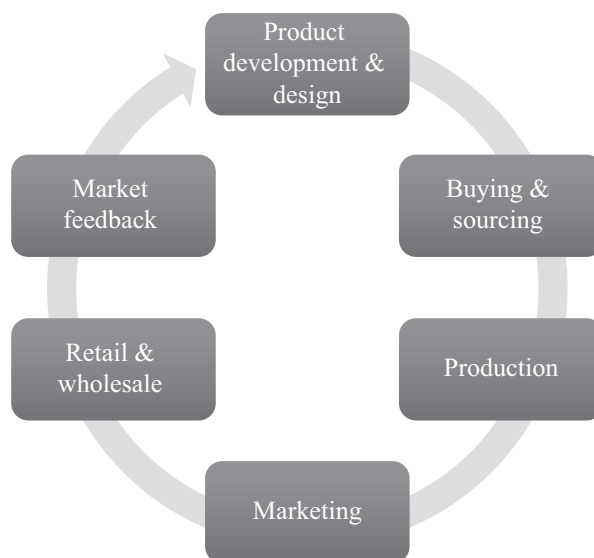 Product
development &
design
Buying &
sourcing
Production
Marketing
Retail &
wholesale
Market
feedback